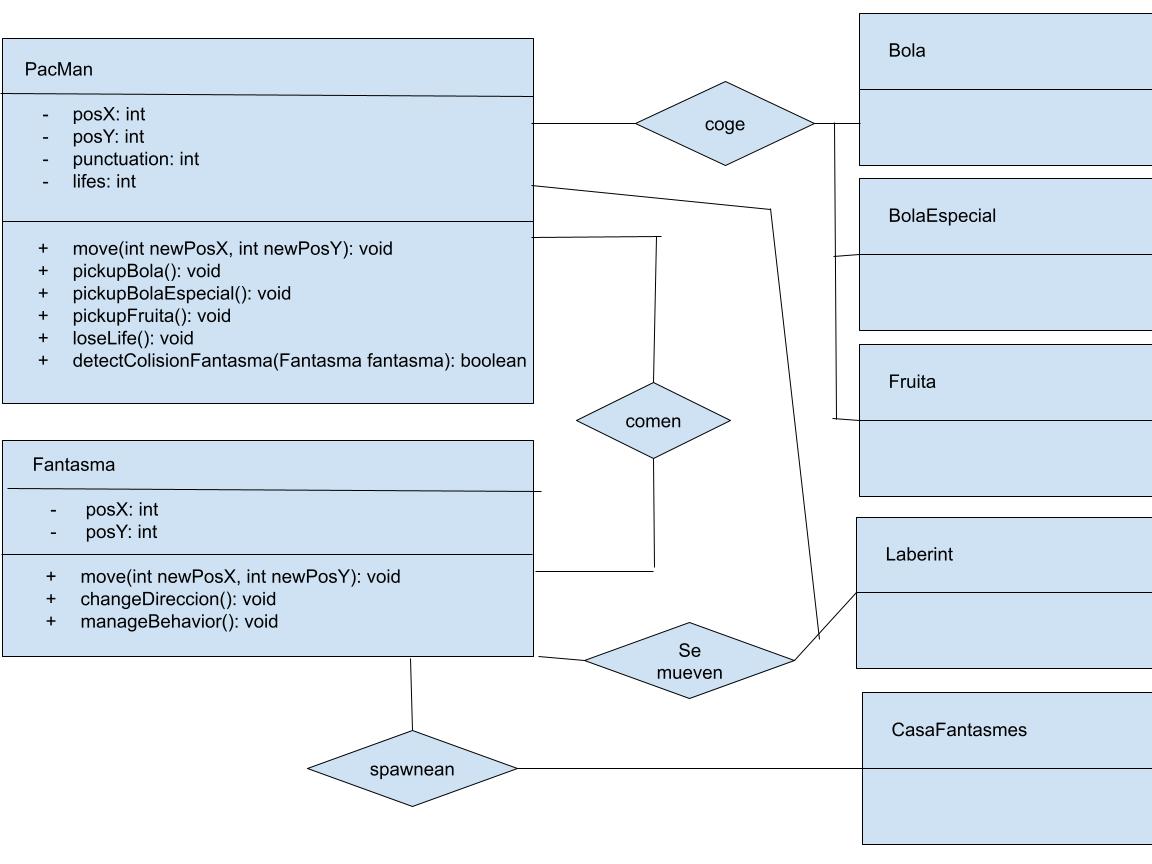 PacMan
- posX: int
- posY: int
- punctuation: int
- lifes: int
+ move(int newPosX, int newPosY): void
+ pickupBola(): void
+ pickupBolaEspecial(): void
+ pickupFruita(): void
+ loseLife(): void
+ detectColisionFantasma(Fantasma fantasma): boolean
Fantasma
- posX: int
- posY: int
+ move(int newPosX, int newPosY): void
+ changeDireccion(): void
+ manageBehavior(): void
coge
comen
Se
mueven
spawnean
Bola
BolaEspecial
Fruita
Laberint
CasaFantasmes